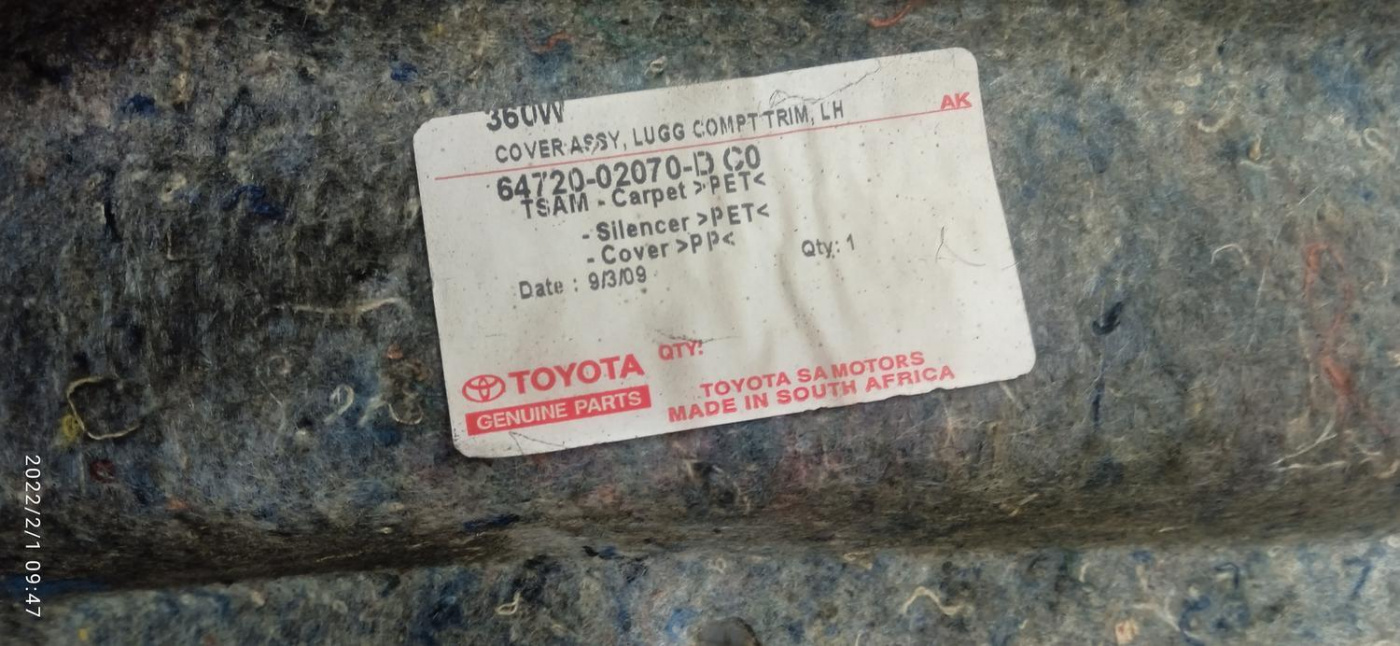 360W
COVER ASSY, LUGG COMPT TRIM, LH
AK
64720-02070-D C0
TSAM - Carpet >PET<
- Silencer >PET<
- Cover >PP<
Qty: 1
Date : 9/3/09
QTY:
TOYOTA
GENUINE PARTS
TOYOTA SA MOTORS
MADE IN SOUTH AFRICA
2022/2/1 09:47